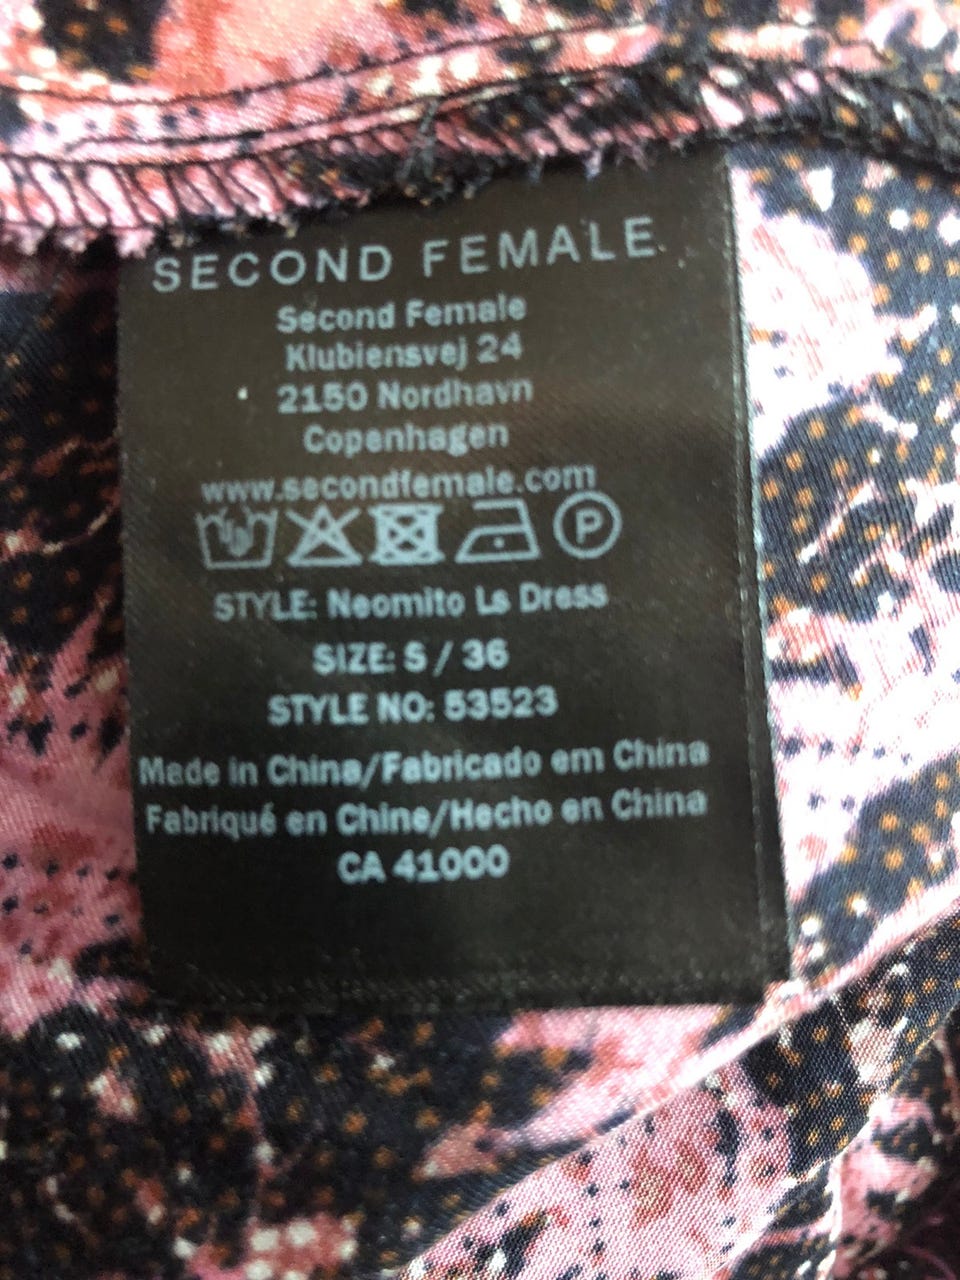 SECOND FEMALE
Second Female
Klubiensvej 24
2150 Nordhavn
Copenhagen
www.secondfemale.com
P
STYLE: Neomito Ls Dress
SIZE: S / 36
STYLE NO: 53523
Made in China/Fabricado em China
Fabriqué en Chine/Hecho en China
CA 41000